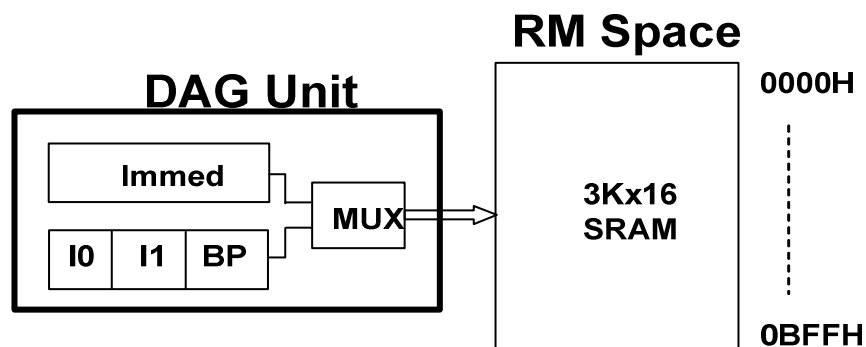 RM Space
DAG Unit
0000H
Immed
MUX
3Kx16
SRAM
I0 I1 BP
0BFFH